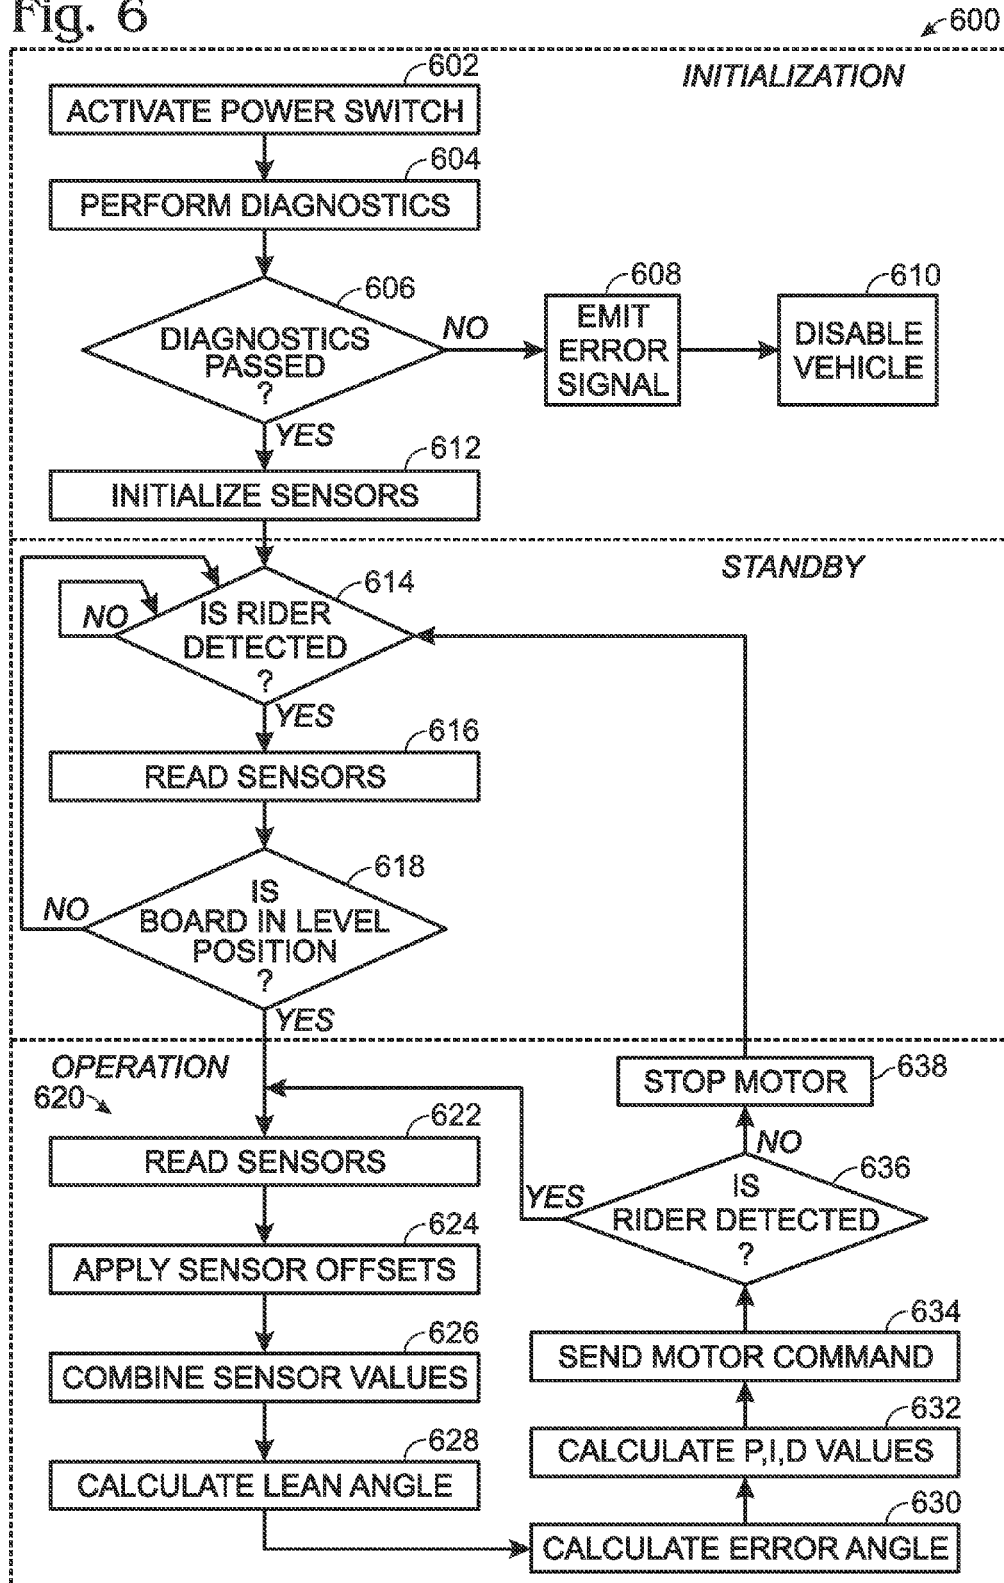 Fig. 6
600
INITIALIZATION
602
ACTIVATE POWER SWITCH
604
PERFORM DIAGNOSTICS
606
DIAGNOSTICS
PASSED
?
NO
608
EMIT
ERROR
SIGNAL
610
DISABLE
VEHICLE
YES
612
INITIALIZE SENSORS
STANDBY
614
IS RIDER
DETECTED
?
NO
YES
616
READ SENSORS
618
IS
BOARD IN LEVEL
POSITION
?
NO
YES
OPERATION
620
622
READ SENSORS
624
APPLY SENSOR OFFSETS
626
COMBINE SENSOR VALUES
628
CALCULATE LEAN ANGLE
630
CALCULATE ERROR ANGLE
632
CALCULATE P,I,D VALUES
634
SEND MOTOR COMMAND
636
IS
RIDER DETECTED
?
YES
NO
638
STOP MOTOR